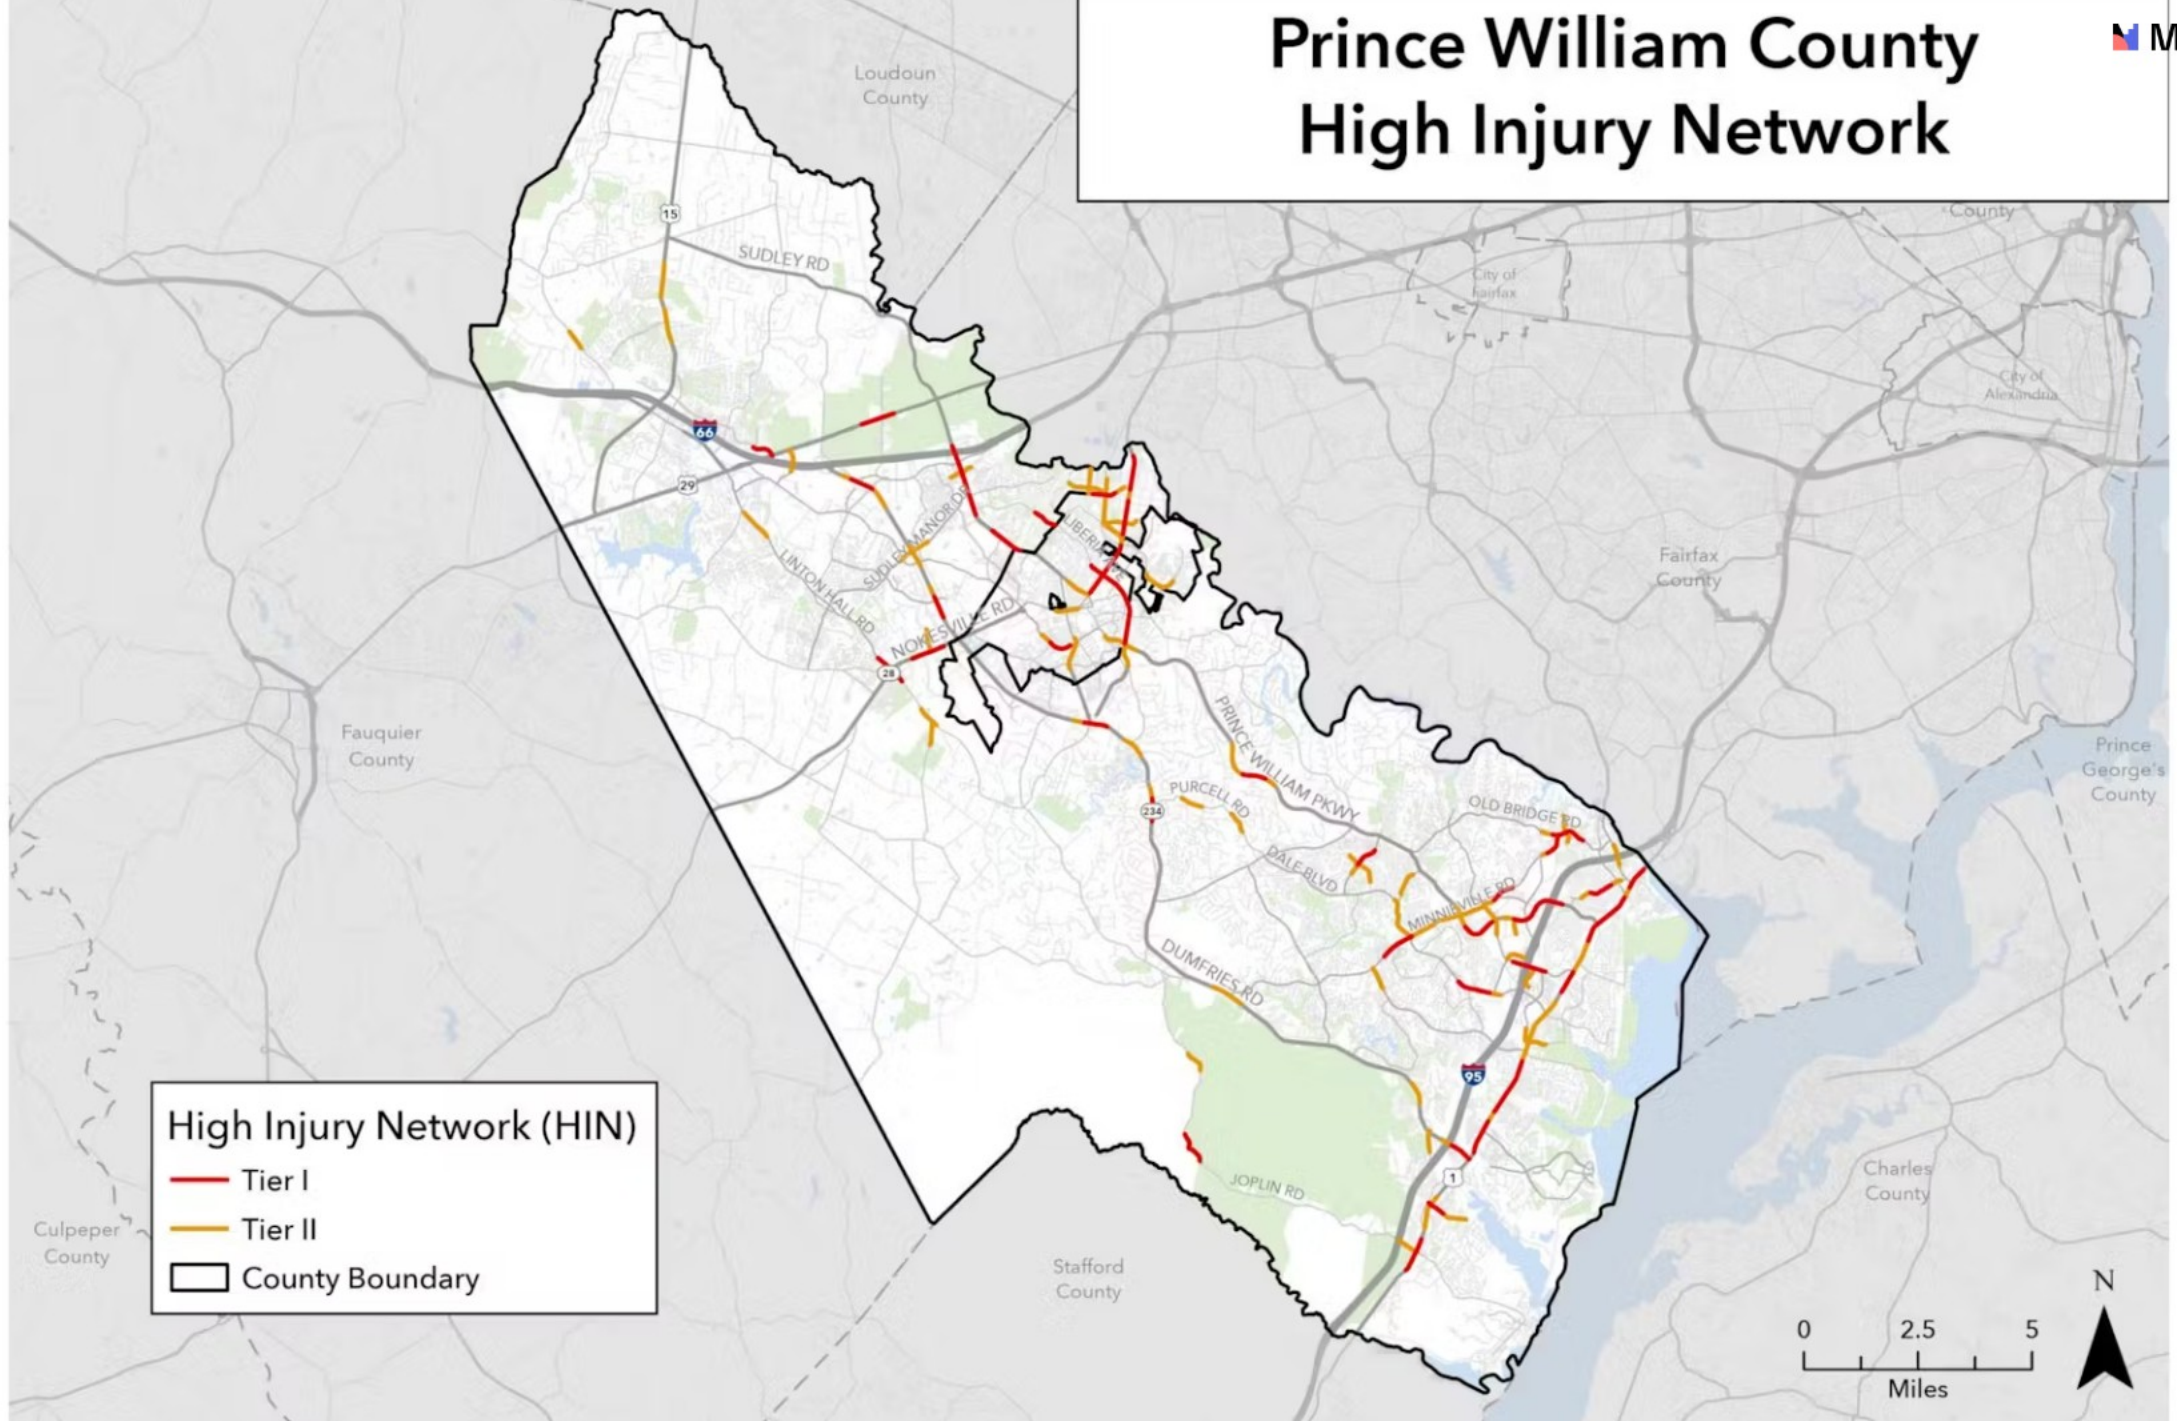 Prince William County
High Injury Network
M
Loudoun
County
County
15
SUDLEY RD
City of
Fairfax
City of
Alexandria
66
29
SUDLEY MANOR DR
LINTON HALL RD
NOKESVILLE RD
28
Fairfax
County
Fauquier
County
PRINCE WILLIAM PKWY
Prince
George's
County
PURCELL RD
234
OLD BRIDGE RD
DALE BLVD
MINNIEVILLE RD
DUMFRIES RD
95
High Injury Network (HIN)
Tier I
Tier II
County Boundary
JOPLIN RD
1
Charles
County
Culpeper
County
Stafford
County
N
0 2.5 5
Miles